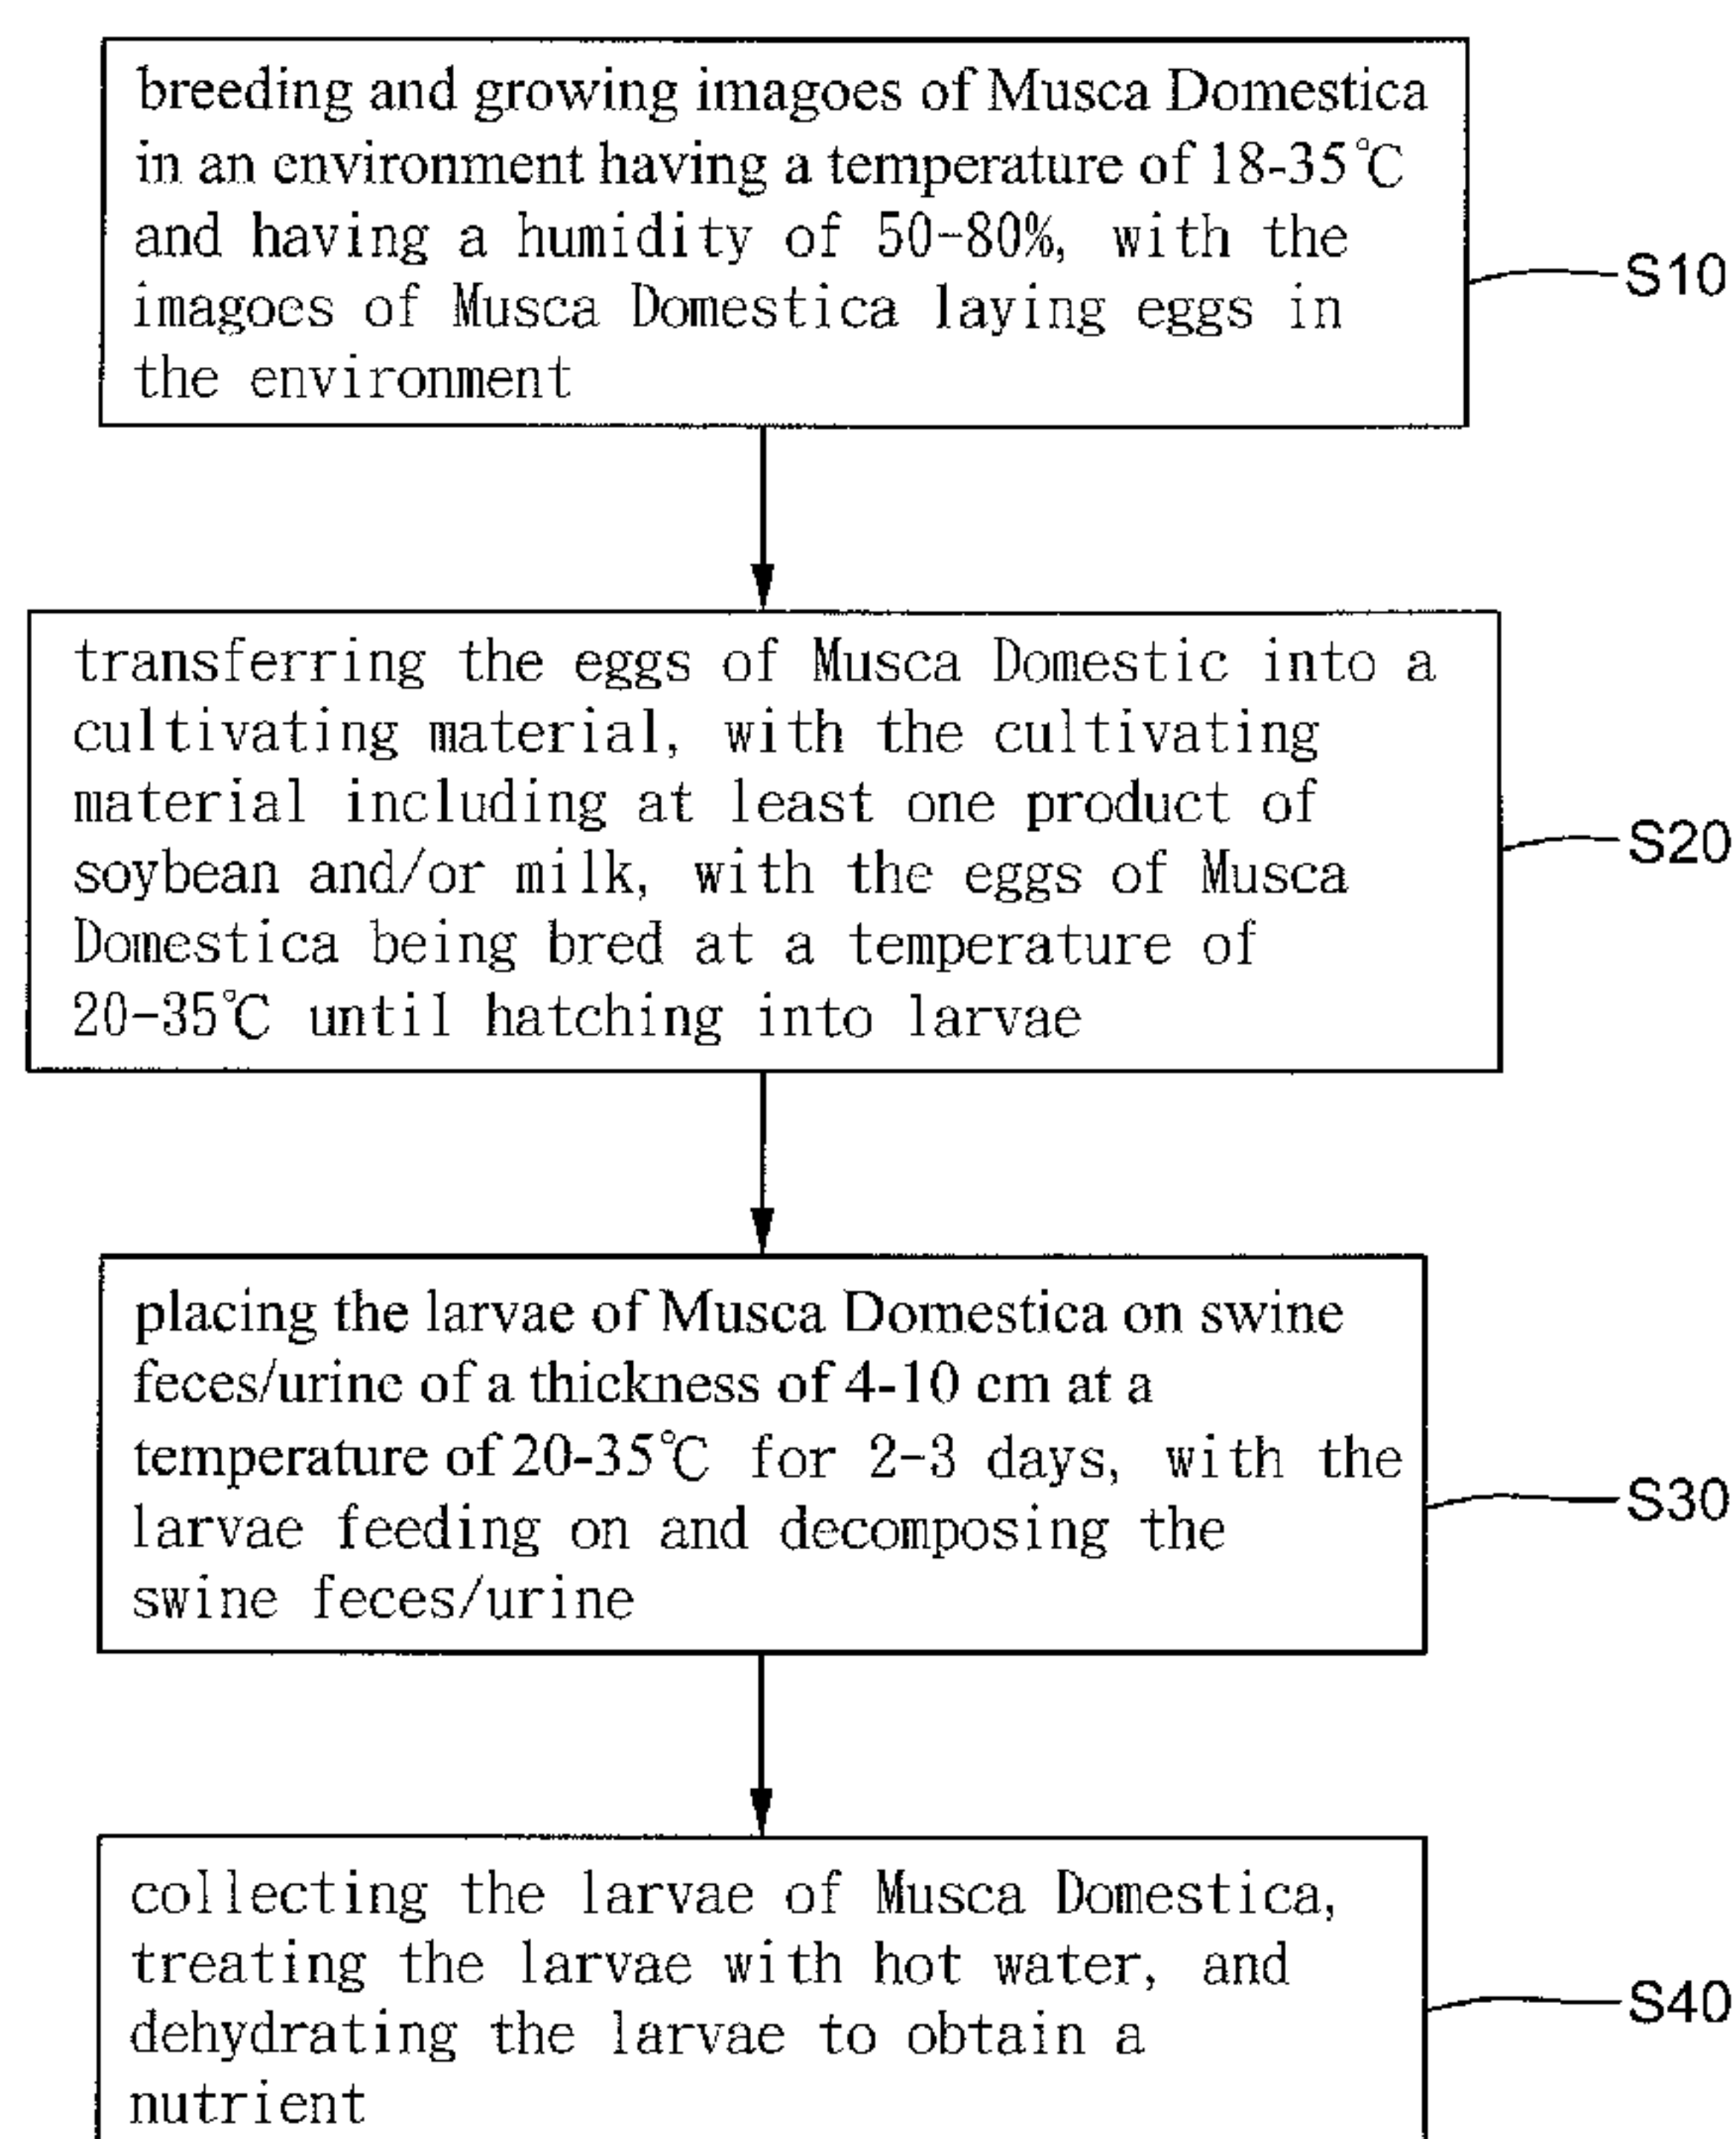 breeding and growing imagoes of Musca Domestica
in an environment having a temperature of 18-35℃
and having a humidity of 50-80%, with the
imagoes of Musca Domestica laying eggs in
the environment
S10
transferring the eggs of Musca Domestic into a
cultivating material, with the cultivating
material including at least one product of
soybean and/or milk, with the eggs of Musca
Domestica being bred at a temperature of
20-35℃ until hatching into larvae
S20
placing the larvae of Musca Domestica on swine
feces/urine of a thickness of 4-10 cm at a
temperature of 20-35℃ for 2-3 days, with the
larvae feeding on and decomposing the
swine feces/urine
S30
collecting the larvae of Musca Domestica,
treating the larvae with hot water, and
dehydrating the larvae to obtain a
nutrient
S40